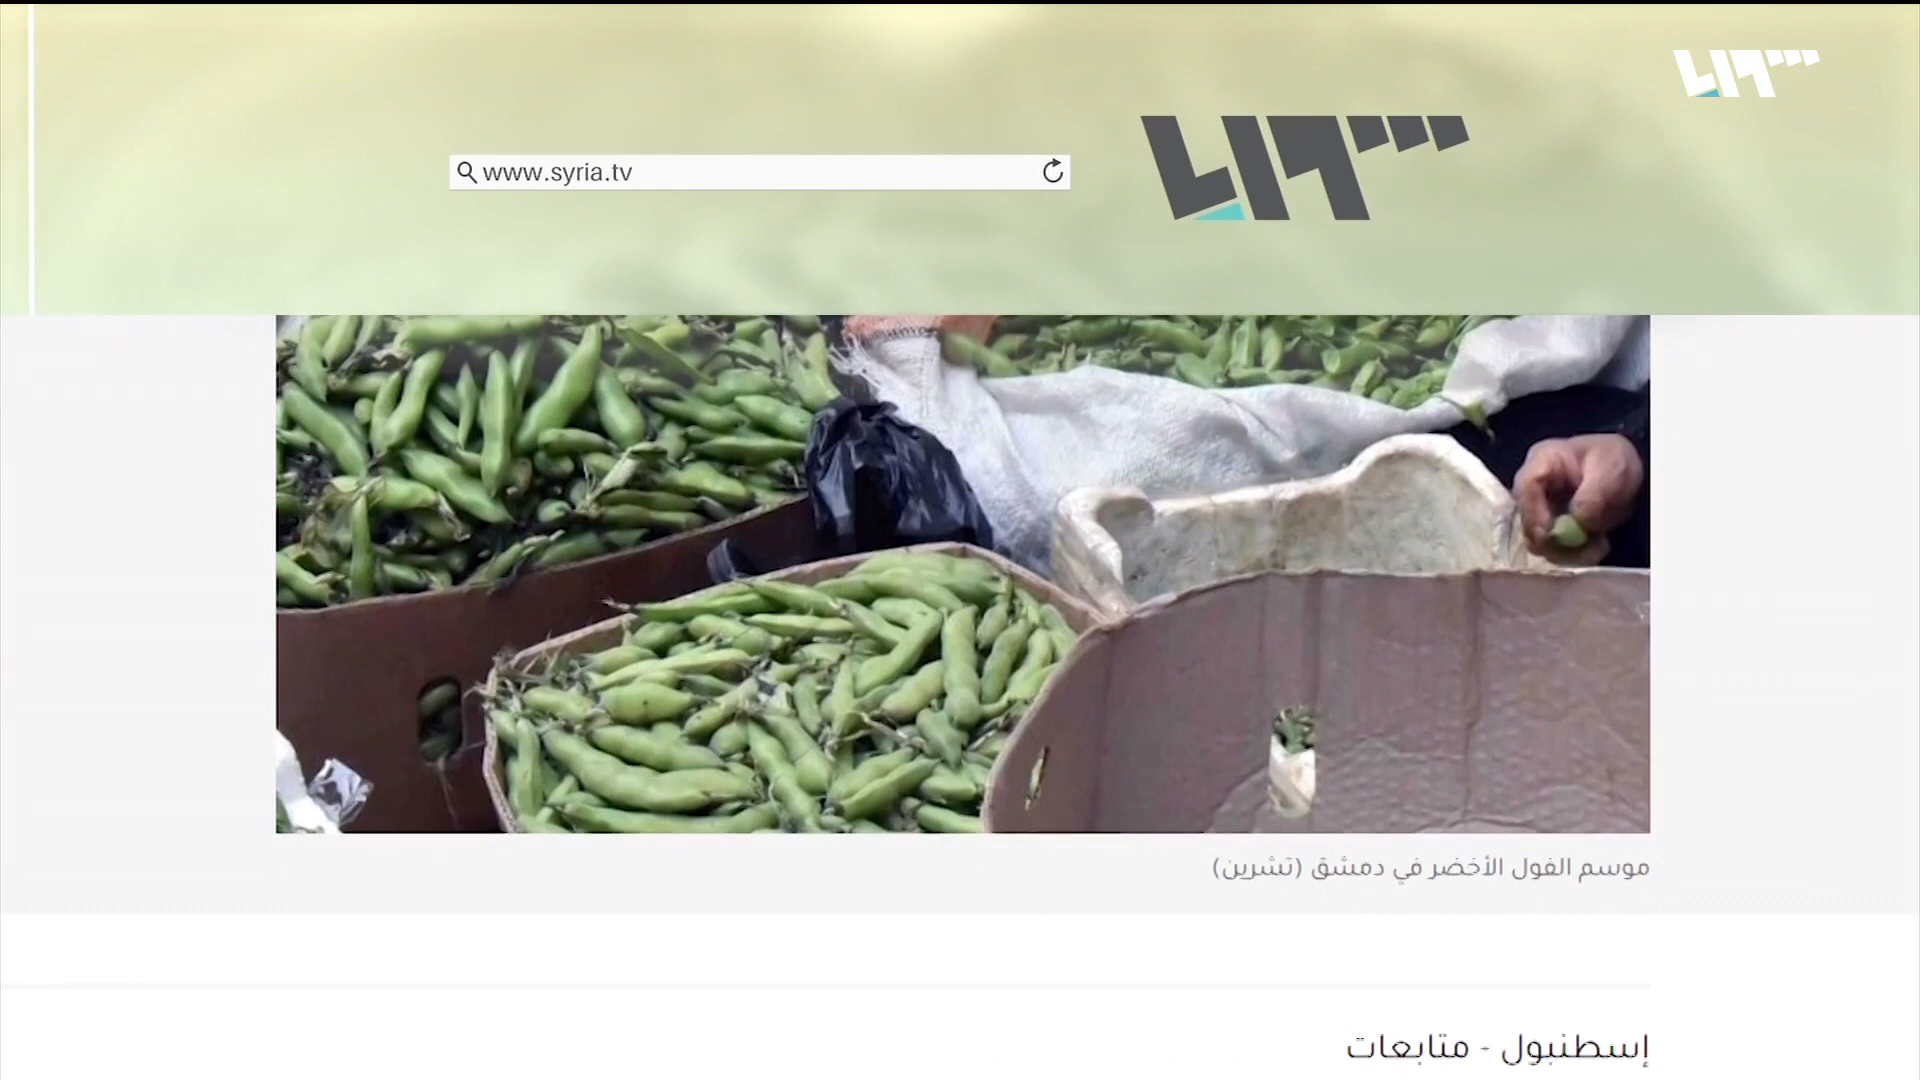 www.syria.tv
موسم الفول الأخضر في دمشق (تشرين)
إسطنبول - متابعات